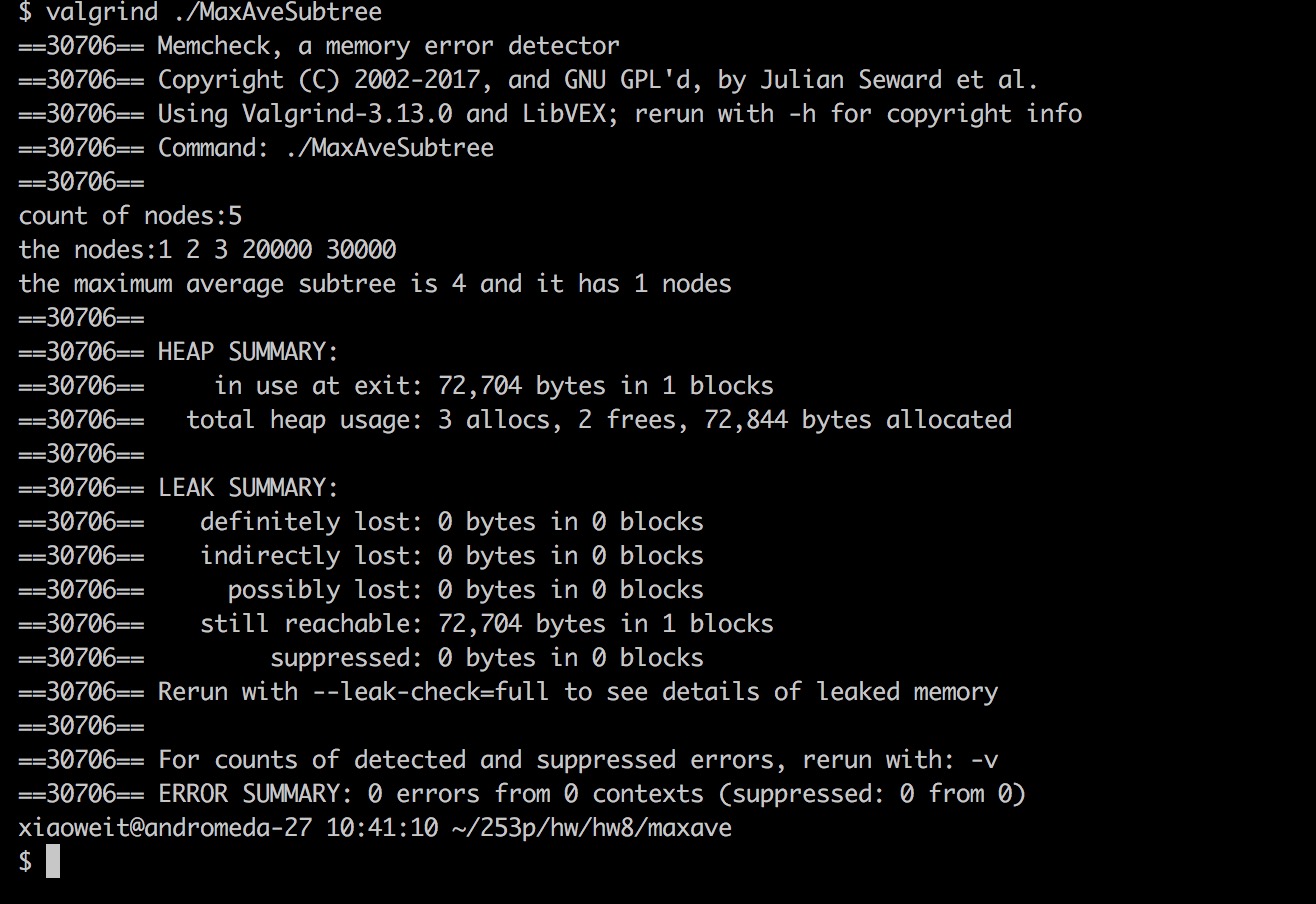 $ valgrind ./MaxAveSubtree
==30706== Memcheck, a memory error detector
==30706== Copyright (C) 2002-2017, and GNU GPL'd, by Julian Seward et al.
==30706== Using Valgrind-3.13.0 and LibVEX; rerun with -h for copyright info
==30706== Command: ./MaxAveSubtree
==30706==
count of nodes:5
the nodes:1 2 3 20000 30000
the maximum average subtree is 4 and it has 1 nodes
==30706==
==30706== HEAP SUMMARY:
==30706==     in use at exit: 72,704 bytes in 1 blocks
==30706==   total heap usage: 3 allocs, 2 frees, 72,844 bytes allocated
==30706==
==30706== LEAK SUMMARY:
==30706==    definitely lost: 0 bytes in 0 blocks
==30706==    indirectly lost: 0 bytes in 0 blocks
==30706==      possibly lost: 0 bytes in 0 blocks
==30706==    still reachable: 72,704 bytes in 1 blocks
==30706==         suppressed: 0 bytes in 0 blocks
==30706== Rerun with --leak-check=full to see details of leaked memory
==30706==
==30706== For counts of detected and suppressed errors, rerun with: -v
==30706== ERROR SUMMARY: 0 errors from 0 contexts (suppressed: 0 from 0)
xiaoweit@andromeda-27 10:41:10 ~/253p/hw/hw8/maxave
$